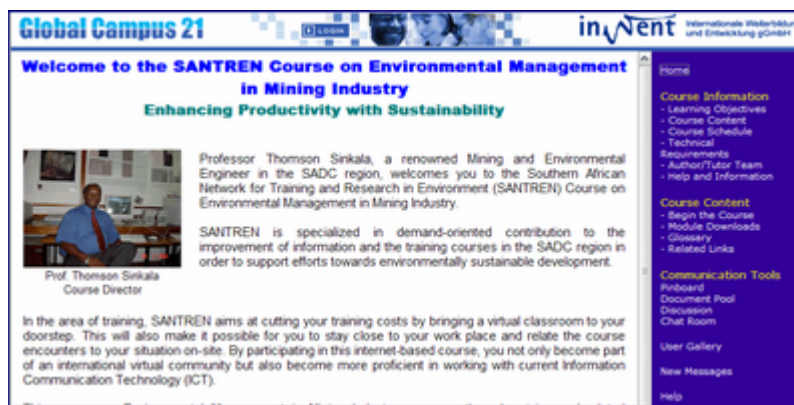 Global Campus 21
LOGIN
inWent
Internationale Weiterbildung
und Entwicklung gGmbH
Welcome to the SANTREN Course on Environmental Management
in Mining Industry
Enhancing Productivity with Sustainability
Professor Thomson Sinkala, a renowned Mining and Environmental
Engineer in the SADC region, welcomes you to the Southern African
Network for Training and Research in Environment (SANTREN) Course on
Environmental Management in Mining Industry.
SANTREN is specialized in demand-oriented contribution to the
improvement of information and the training courses in the SADC region in
order to support efforts towards environmentally sustainable development.
Prof. Thomson Sinkala
Course Director
In the area of training, SANTREN aims at cutting your training costs by bringing a virtual classroom to your
doorstep. This will also make it possible for you to stay close to your work place and relate the course
encounters to your situation on-site. By participating in this internet-based course, you not only become part
of an international virtual community but also become more proficient in working with current Information
Communication Technology (ICT).
Home
Course Information
- Learning Objectives
- Course Content
- Course Schedule
- Technical
Requirements
- Author/Tutor Team
- Help and Information
Course Content
- Begin the Course
- Module Downloads
- Glossary
- Related Links
Communication Tools
Pinboard
Document Pool
Discussion
Chat Room
User Gallery
New Messages
Help